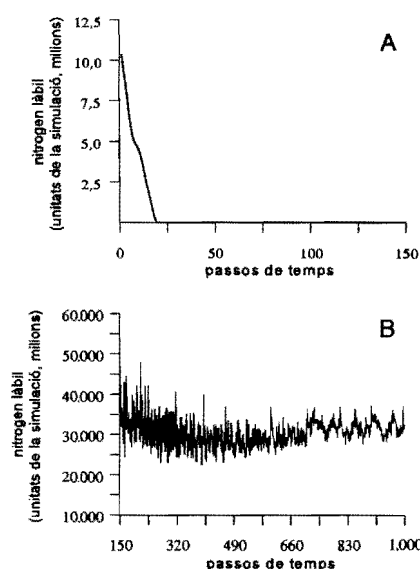 A
nitrogen làbil
(unitats de la simulació, milions)
12,5
10,0
7,5
5,0
2,5
0
50
100
150
passos de temps
B
nitrogen làbil
(unitats de la simulació, milions)
60.000
50.000
40.000
30.000
20.000
10.000
150
320
490
660
830
1.000
passos de temps